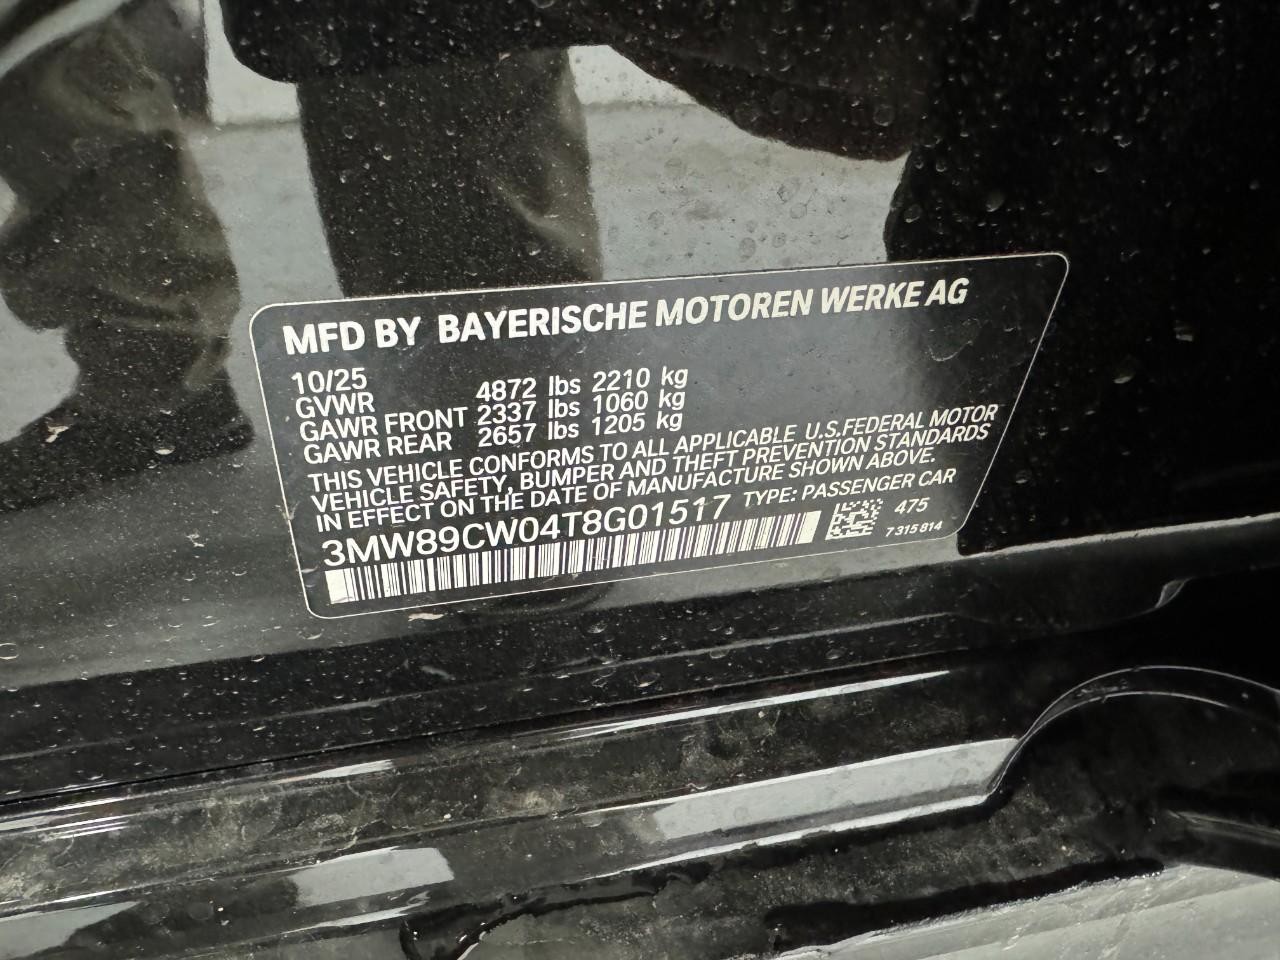 MFD BY BAYERISCHE MOTOREN WERKE AG
10/25
GVWR 4872 lbs 2210 kg
GAWR FRONT 2337 lbs 1060 kg
GAWR REAR 2657 lbs 1205 kg
THIS VEHICLE CONFORMS TO ALL APPLICABLE U.S.FEDERAL MOTOR
VEHICLE SAFETY, BUMPER AND THEFT PREVENTION STANDARDS
IN EFFECT ON THE DATE OF MANUFACTURE SHOWN ABOVE.
3MW89CW04T8G01517 TYPE: PASSENGER CAR
475
7 315 814